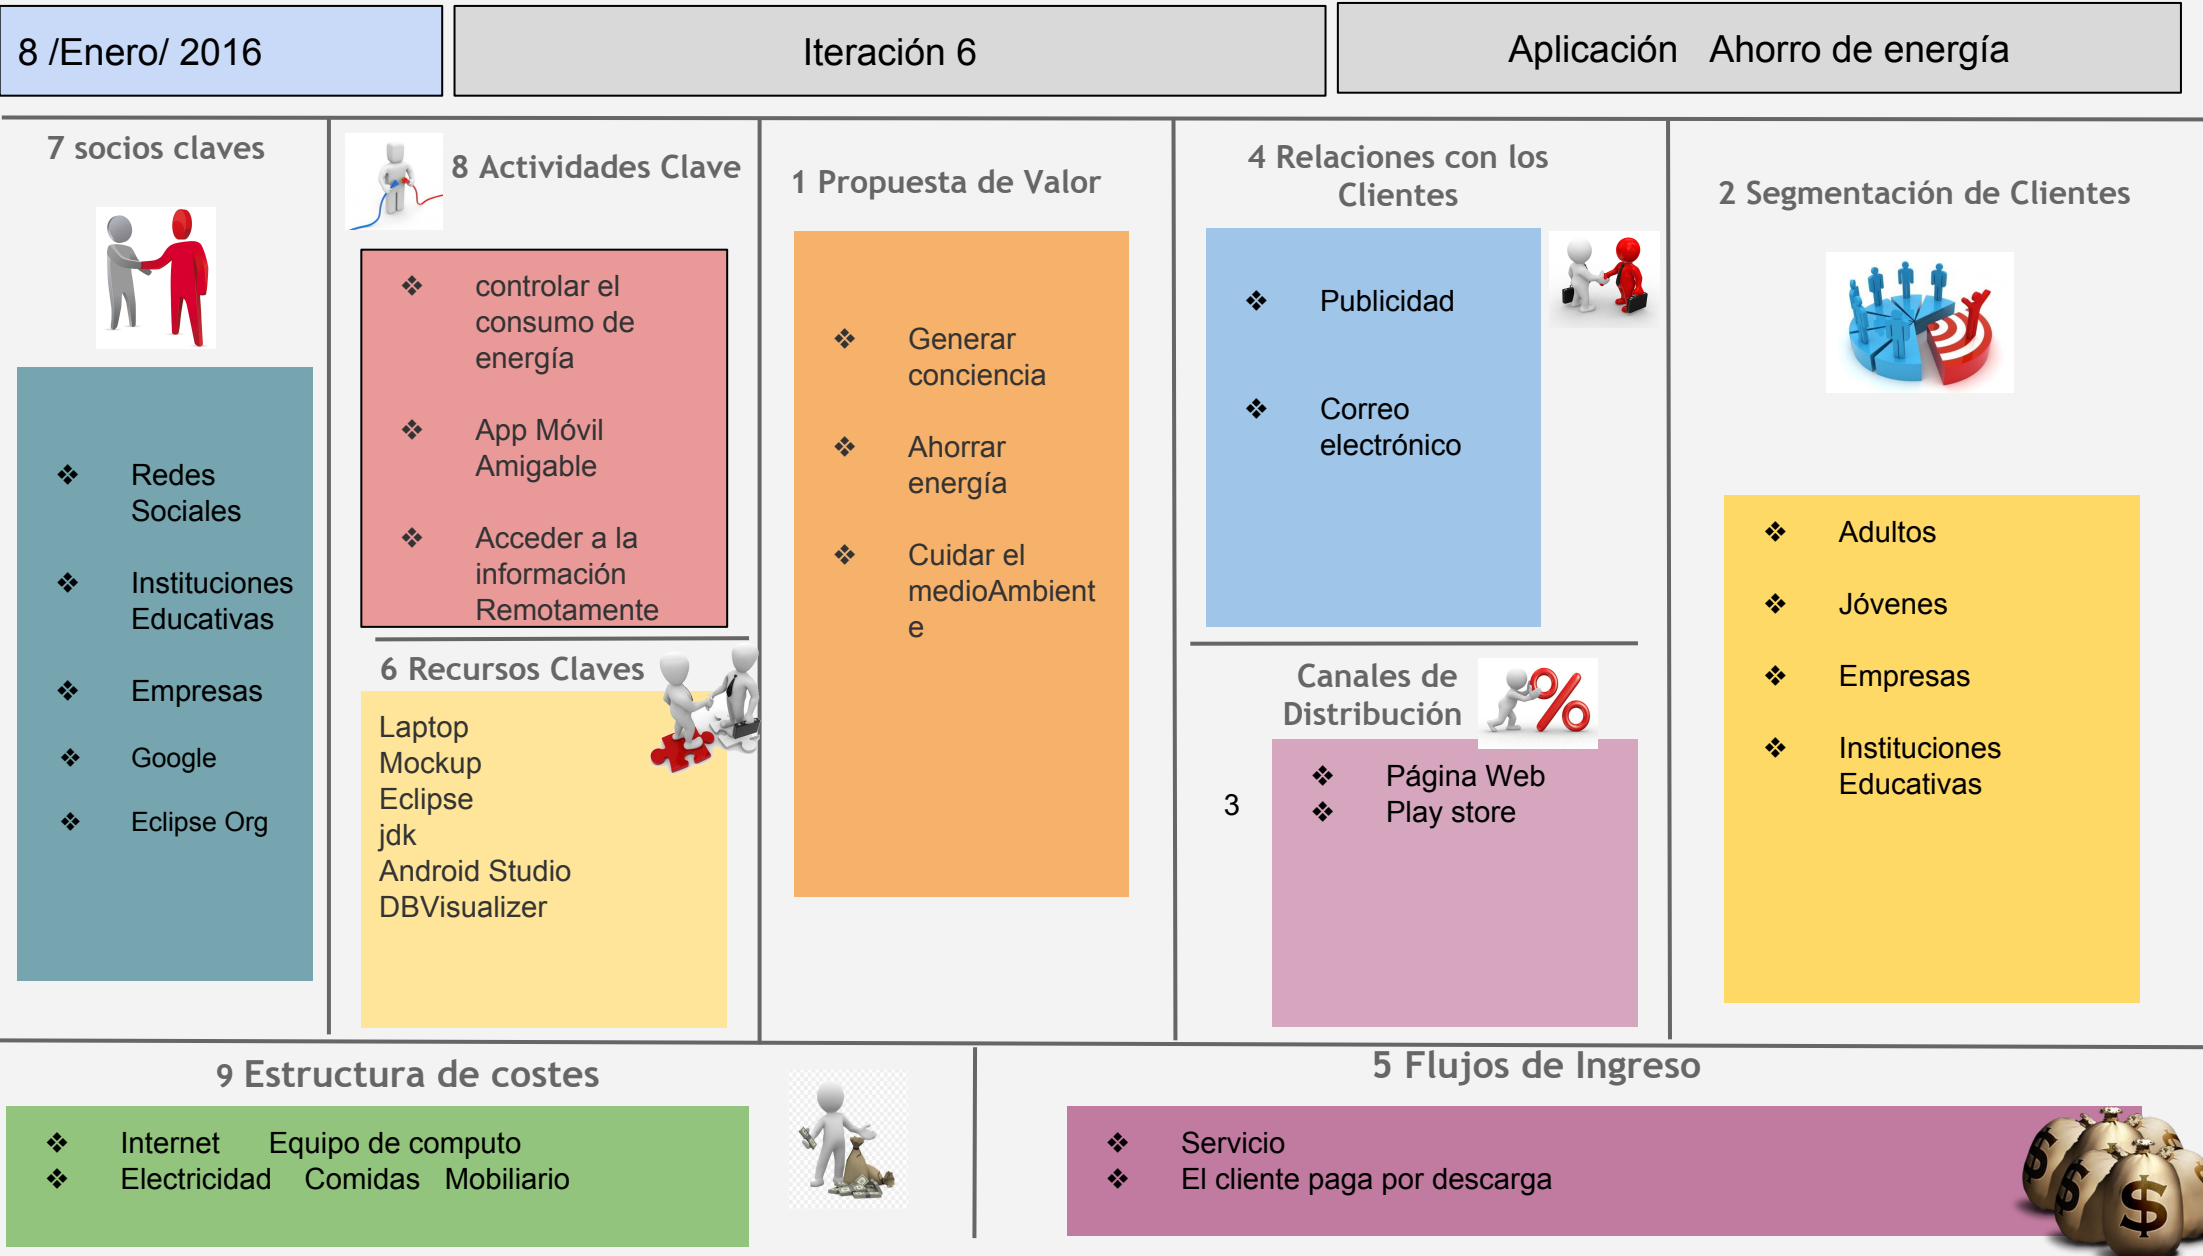 8 /Enero/ 2016
Iteración 6
Aplicación Ahorro de energía
7 socios claves
❖ Redes
Sociales
❖ Instituciones
Educativas
❖ Empresas
❖ Google
❖ Eclipse Org
8 Actividades Clave
❖ controlar el
consumo de
energía
❖ App Móvil
Amigable
❖ Acceder a la
información
Remotamente
6 Recursos Claves
Laptop
Mockup
Eclipse
jdk
Android Studio
DBVisualizer
1 Propuesta de Valor
❖ Generar
conciencia
❖ Ahorrar
energía
❖ Cuidar el
medioAmbient
e
4 Relaciones con los
Clientes
❖ Publicidad
❖ Correo
electrónico
Canales de
Distribución
3
❖ Página Web
❖ Play store
2 Segmentación de Clientes
❖ Adultos
❖ Jóvenes
❖ Empresas
❖ Instituciones
Educativas
9 Estructura de costes
❖ Internet Equipo de computo
❖ Electricidad Comidas Mobiliario
5 Flujos de Ingreso
❖ Servicio
❖ El cliente paga por descarga